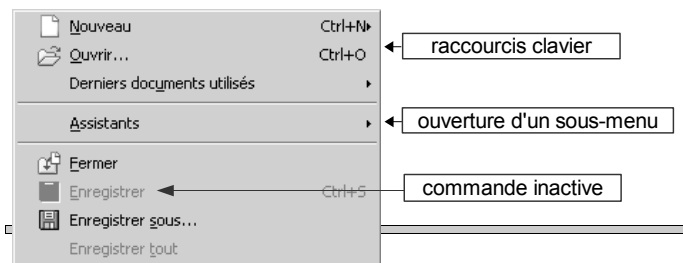 Nouveau Ctrl+N
Ouvrir... Ctrl+O
raccourcis clavier
Derniers documents utilisés
Assistants
ouverture d'un sous-menu
Fermer
Enregistrer Ctrl+S
commande inactive
Enregistrer sous...
Enregistrer tout